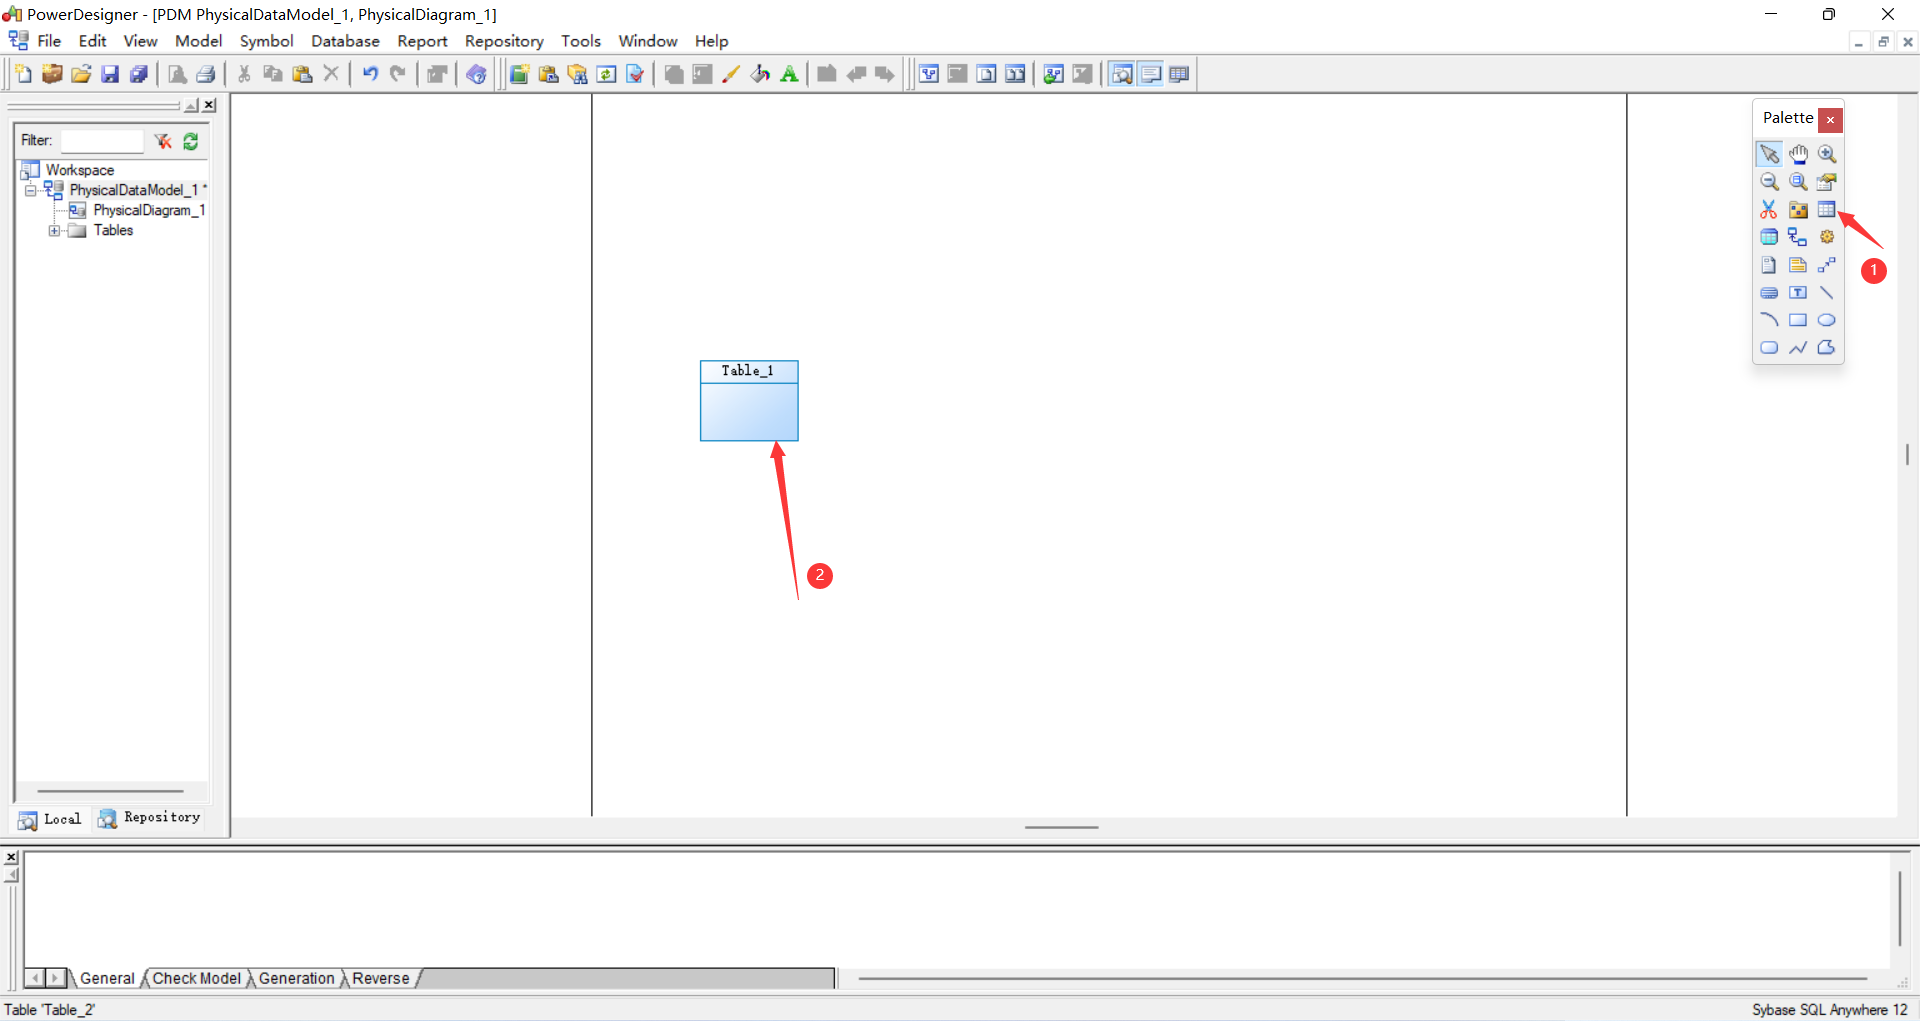 PowerDesigner - [PDM PhysicalDataModel_1, PhysicalDiagram_1]
File Edit View Model Symbol Database Report Repository Tools Window Help
Filter:
Workspace
PhysicalDataModel_1 *
PhysicalDiagram_1
Tables
Local Repository
Table_1
2
Palette
1
General Check Model Generation Reverse
Table 'Table_2'
Sybase SQL Anywhere 12